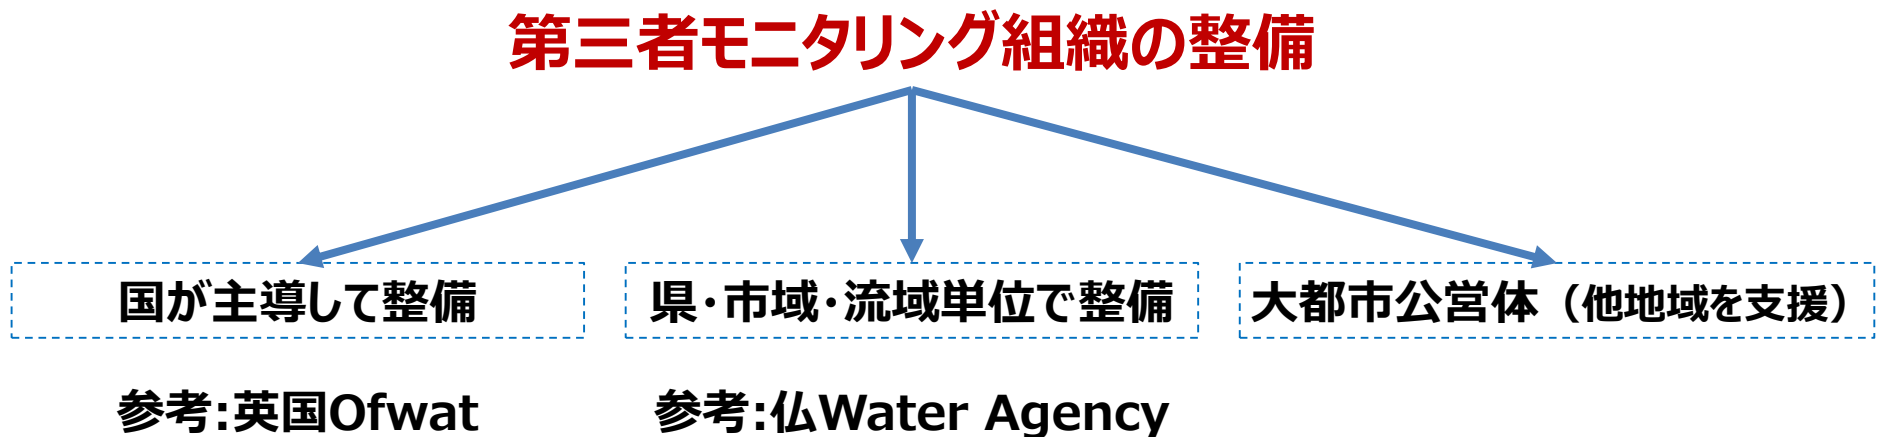 第三者モニタリング組織の整備
国が主導して整備
県・市域・流域単位で整備
大都市公営体（他地域を支援）
参考:英国Ofwat
参考:仏Water Agency